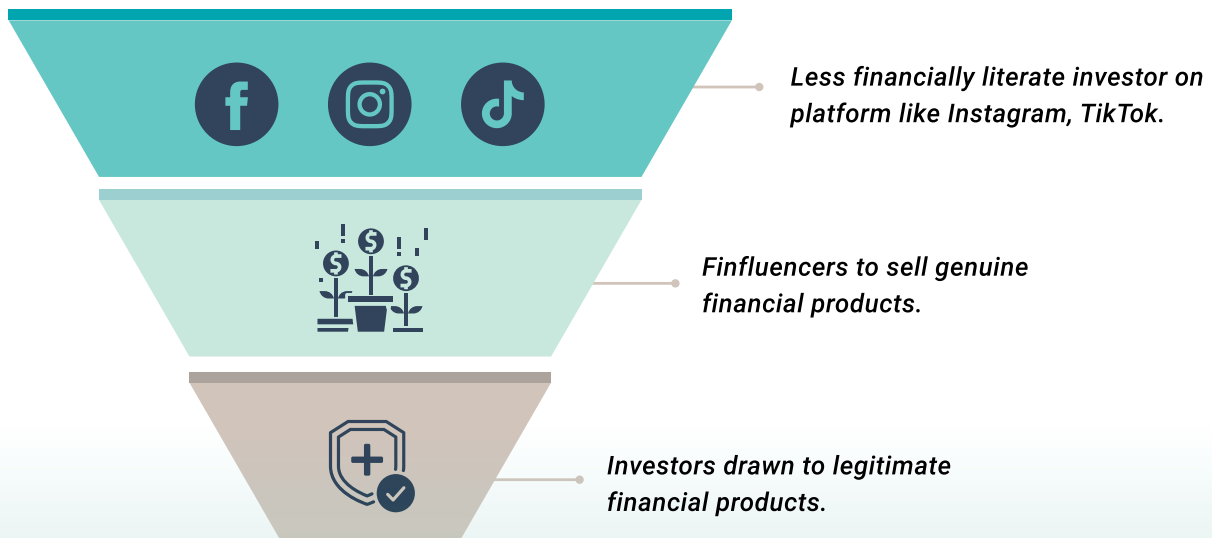 Less financially literate investor on
platform like Instagram, TikTok.
Finfluencers to sell genuine
financial products.
Investors drawn to legitimate
financial products.